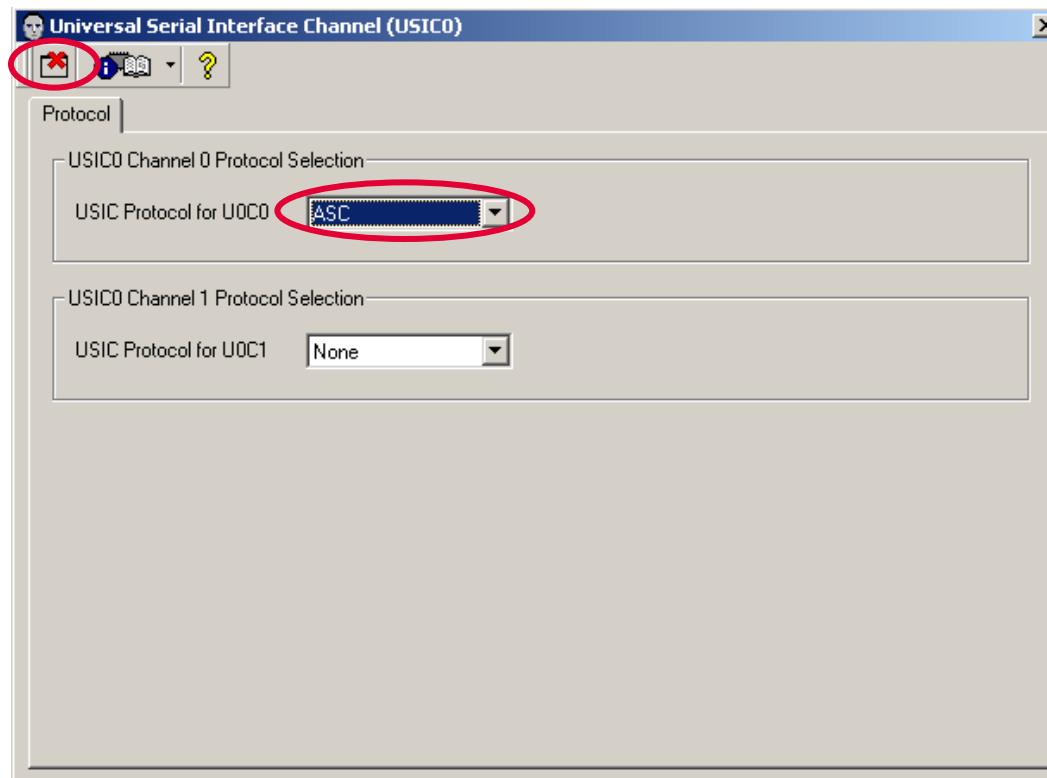 Universal Serial Interface Channel (USIC0)
Protocol
USIC0 Channel 0 Protocol Selection
USIC Protocol for U0C0 ASC
USIC0 Channel 1 Protocol Selection
USIC Protocol for U0C1 None